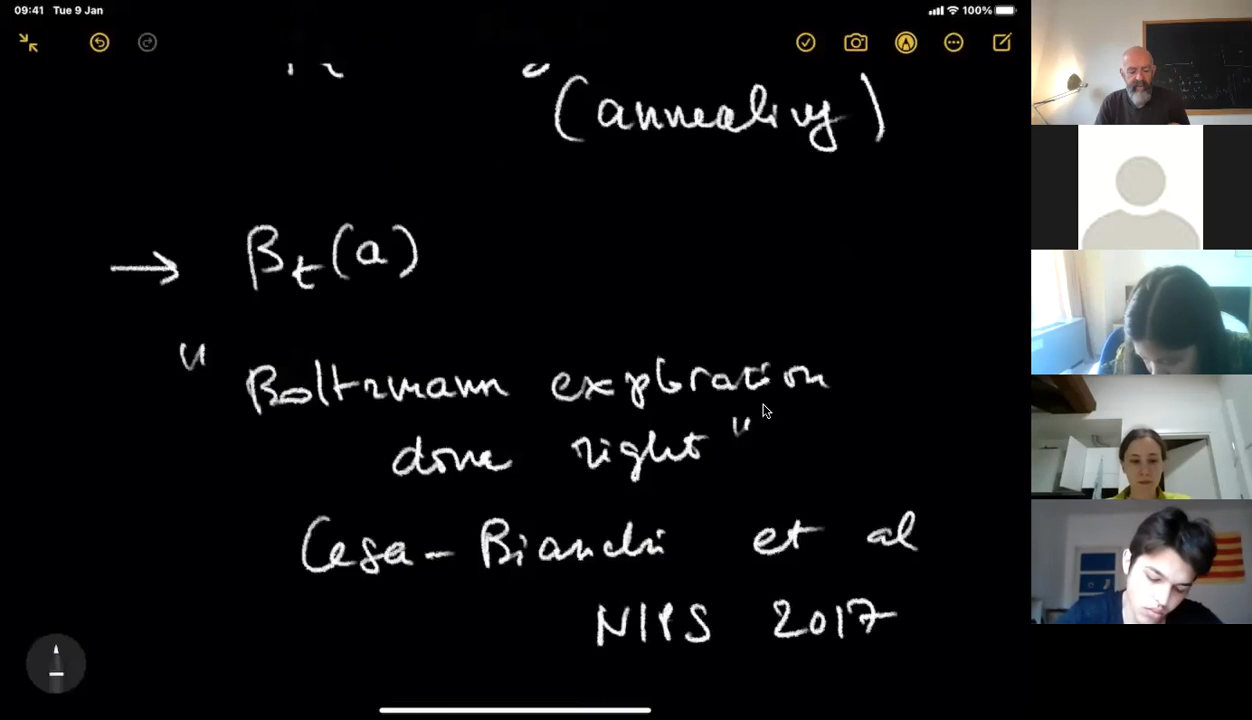 09:41 Tue 9 Jan
100%
(annealing)
→ βt(a)
"Boltzmann exploration
done right"
Cesa-Bianchi et al
NIPS 2017